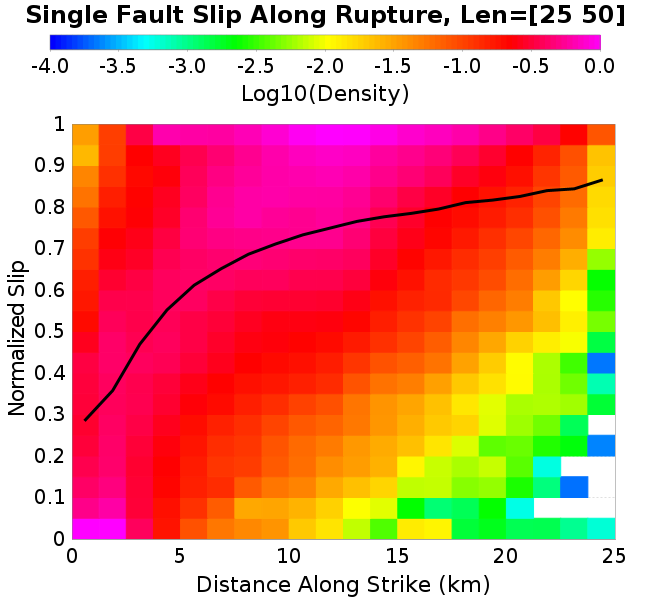 Single Fault Slip Along Rupture, Len=[25 50]
-4.0 -3.5 -3.0 -2.5 -2.0 -1.5 -1.0 -0.5 0.0
Log10(Density)
1
0.9
0.8
0.7
0.6
0.5
0.4
0.3
0.2
0.1
0
Normalized Slip
0 5 10 15 20 25
Distance Along Strike (km)